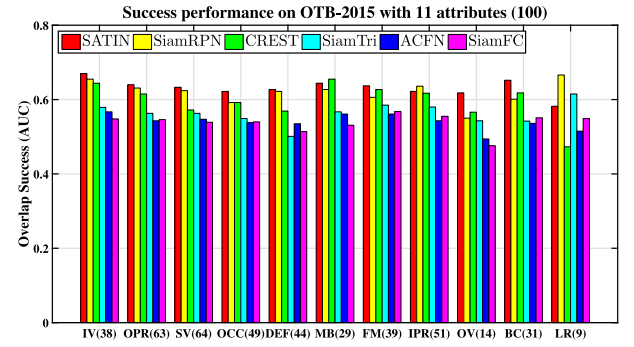 Success performance on OTB-2015 with 11 attributes (100)
SATIN SiamRPN CREST SiamTri ACFN SiamFC
Overlap Success (AUC)
0.8
0.6
0.4
0.2
0
IV(38) OPR(63) SV(64) OCC(49) DEF(44) MB(29) FM(39) IPR(51) OV(14) BC(31) LR(9)